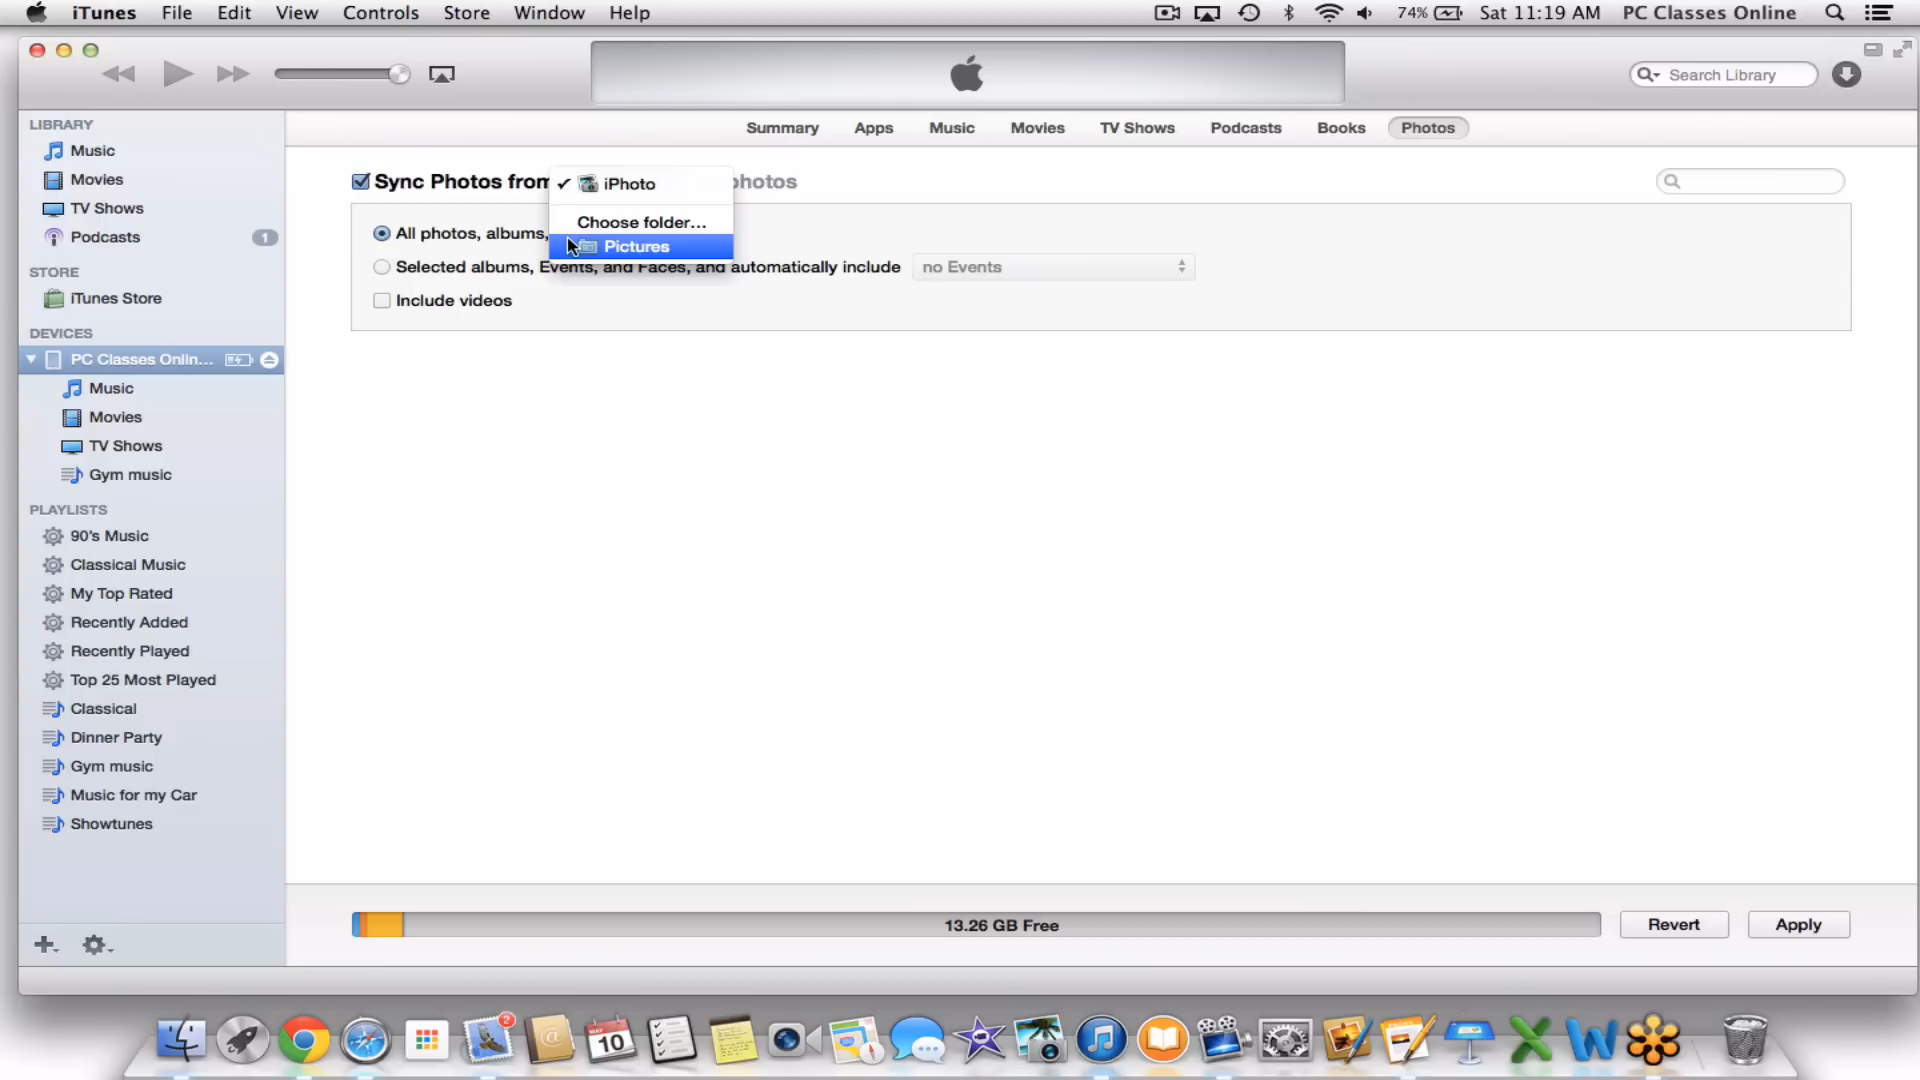 iTunes File Edit View Controls Store Window Help 74% Sat 11:19 AM PC Classes Online
Search Library
Summary Apps Music Movies TV Shows Podcasts Books Photos
LIBRARY
Music
Movies
TV Shows
Podcasts 1
STORE
iTunes Store
DEVICES
PC Classes Onlin...
Music
Movies
TV Shows
Gym music
PLAYLISTS
90's Music
Classical Music
My Top Rated
Recently Added
Recently Played
Top 25 Most Played
Classical
Dinner Party
Gym music
Music for my Car
Showtunes
Sync Photos from ✓ iPhoto photos
Choose folder...
Pictures
All photos, albums,
Selected albums, Events, and Faces, and automatically include no Events
Include videos
13.26 GB Free Revert Apply
2
MAY
10